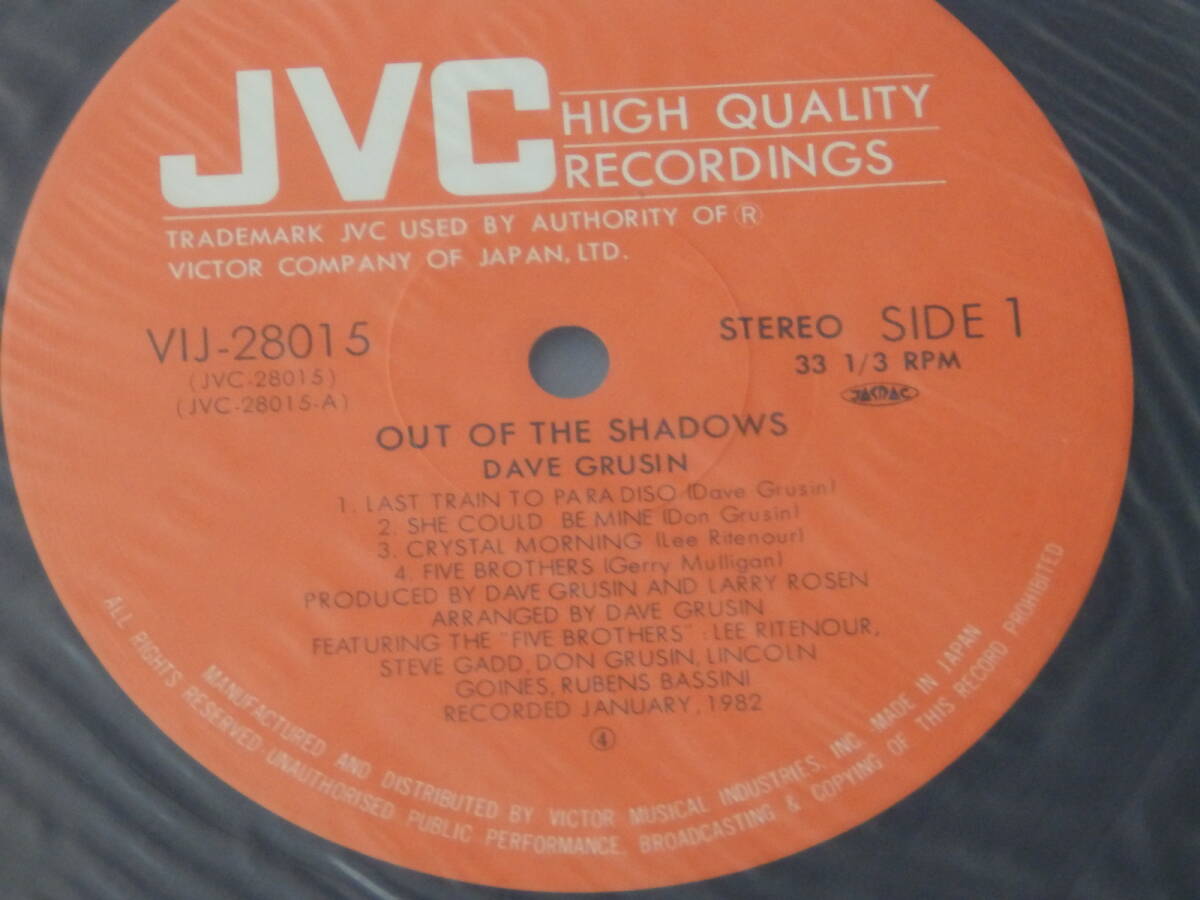 JVC HIGH QUALITY
RECORDINGS
TRADEMARK JVC USED BY AUTHORITY OF Ⓡ
VICTOR COMPANY OF JAPAN, LTD.
VIJ-28015
(JVC-28015)
(JVC-28015-A)
STEREO SIDE 1
33 1/3 RPM
JASRAC
OUT OF THE SHADOWS
DAVE GRUSIN
1. LAST TRAIN TO PARADISO (Dave Grusin)
2. SHE COULD BE MINE (Don Grusin)
3. CRYSTAL MORNING (Lee Ritenour)
4. FIVE BROTHERS (Gerry Mulligan)
PRODUCED BY DAVE GRUSIN AND LARRY ROSEN
ARRANGED BY DAVE GRUSIN
FEATURING THE "FIVE BROTHERS" : LEE RITENOUR,
STEVE GADD, DON GRUSIN, LINCOLN
GOINES, RUBENS BASSINI
RECORDED JANUARY, 1982
④
MANUFACTURED AND DISTRIBUTED BY VICTOR MUSICAL INDUSTRIES, INC. MADE IN JAPAN
ALL RIGHTS RESERVED·UNAUTHORISED PUBLIC PERFORMANCE, BROADCASTING & COPYING OF THIS RECORD PROHIBITED